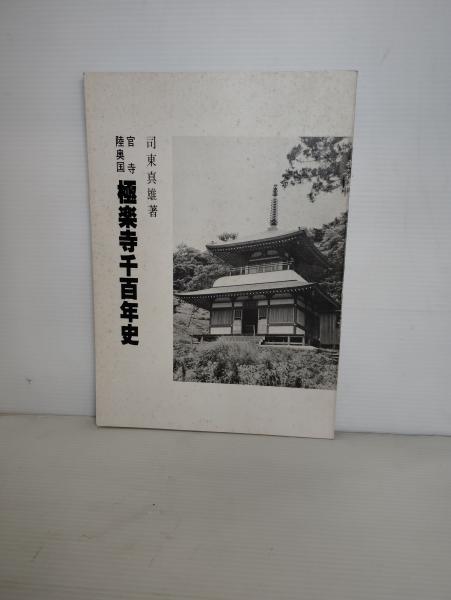 司東真雄著
官寺
陸奥国
極楽寺千百年史